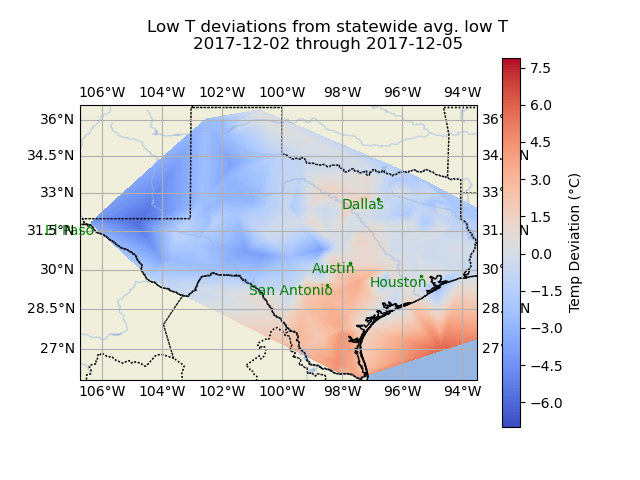 Low T deviations from statewide avg. low T
2017-12-02 through 2017-12-05
106°W 104°W 102°W 100°W 98°W 96°W 94°W
36°N 36°
34.5°N 34. N
33°N 33°
Dallas
31.5°N El Paso 31. N
30°N 30°
Austin
San Antonio Houston
28.5°N 28. N
27°N 27°
106°W 104°W 102°W 100°W 98°W 96°W 94°W
7.5
6.0
4.5
3.0
1.5
0.0
−1.5
−3.0
−4.5
−6.0
Temp Deviation (°C)